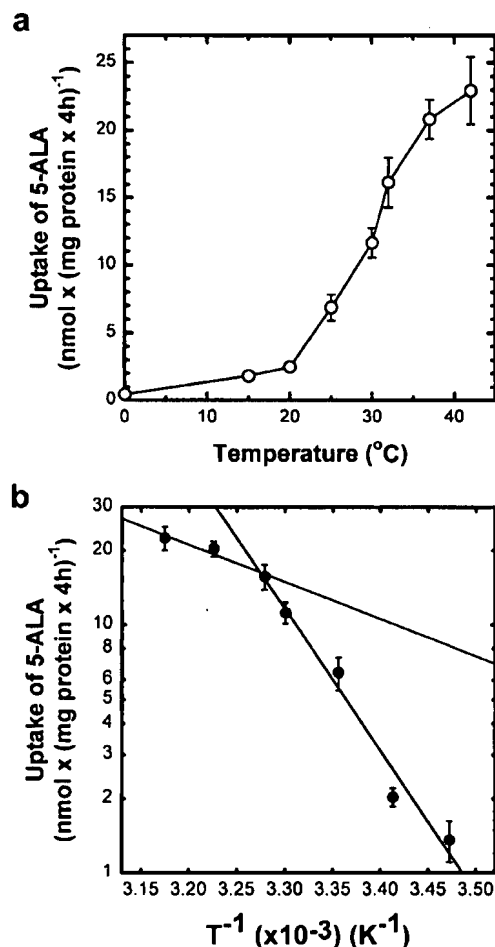 a
Uptake of 5-ALA
(nmol x (mg protein x 4h)⁻¹
25
20
15
10
5
0
0 10 20 30 40
Temperature (°C)
b
Uptake of 5-ALA
(nmol x (mg protein x 4h)⁻¹
30
20
10
8
6
5
4
3
2
1
3.15 3.20 3.25 3.30 3.35 3.40 3.45 3.50
T⁻¹ (x10⁻³) (K⁻¹)